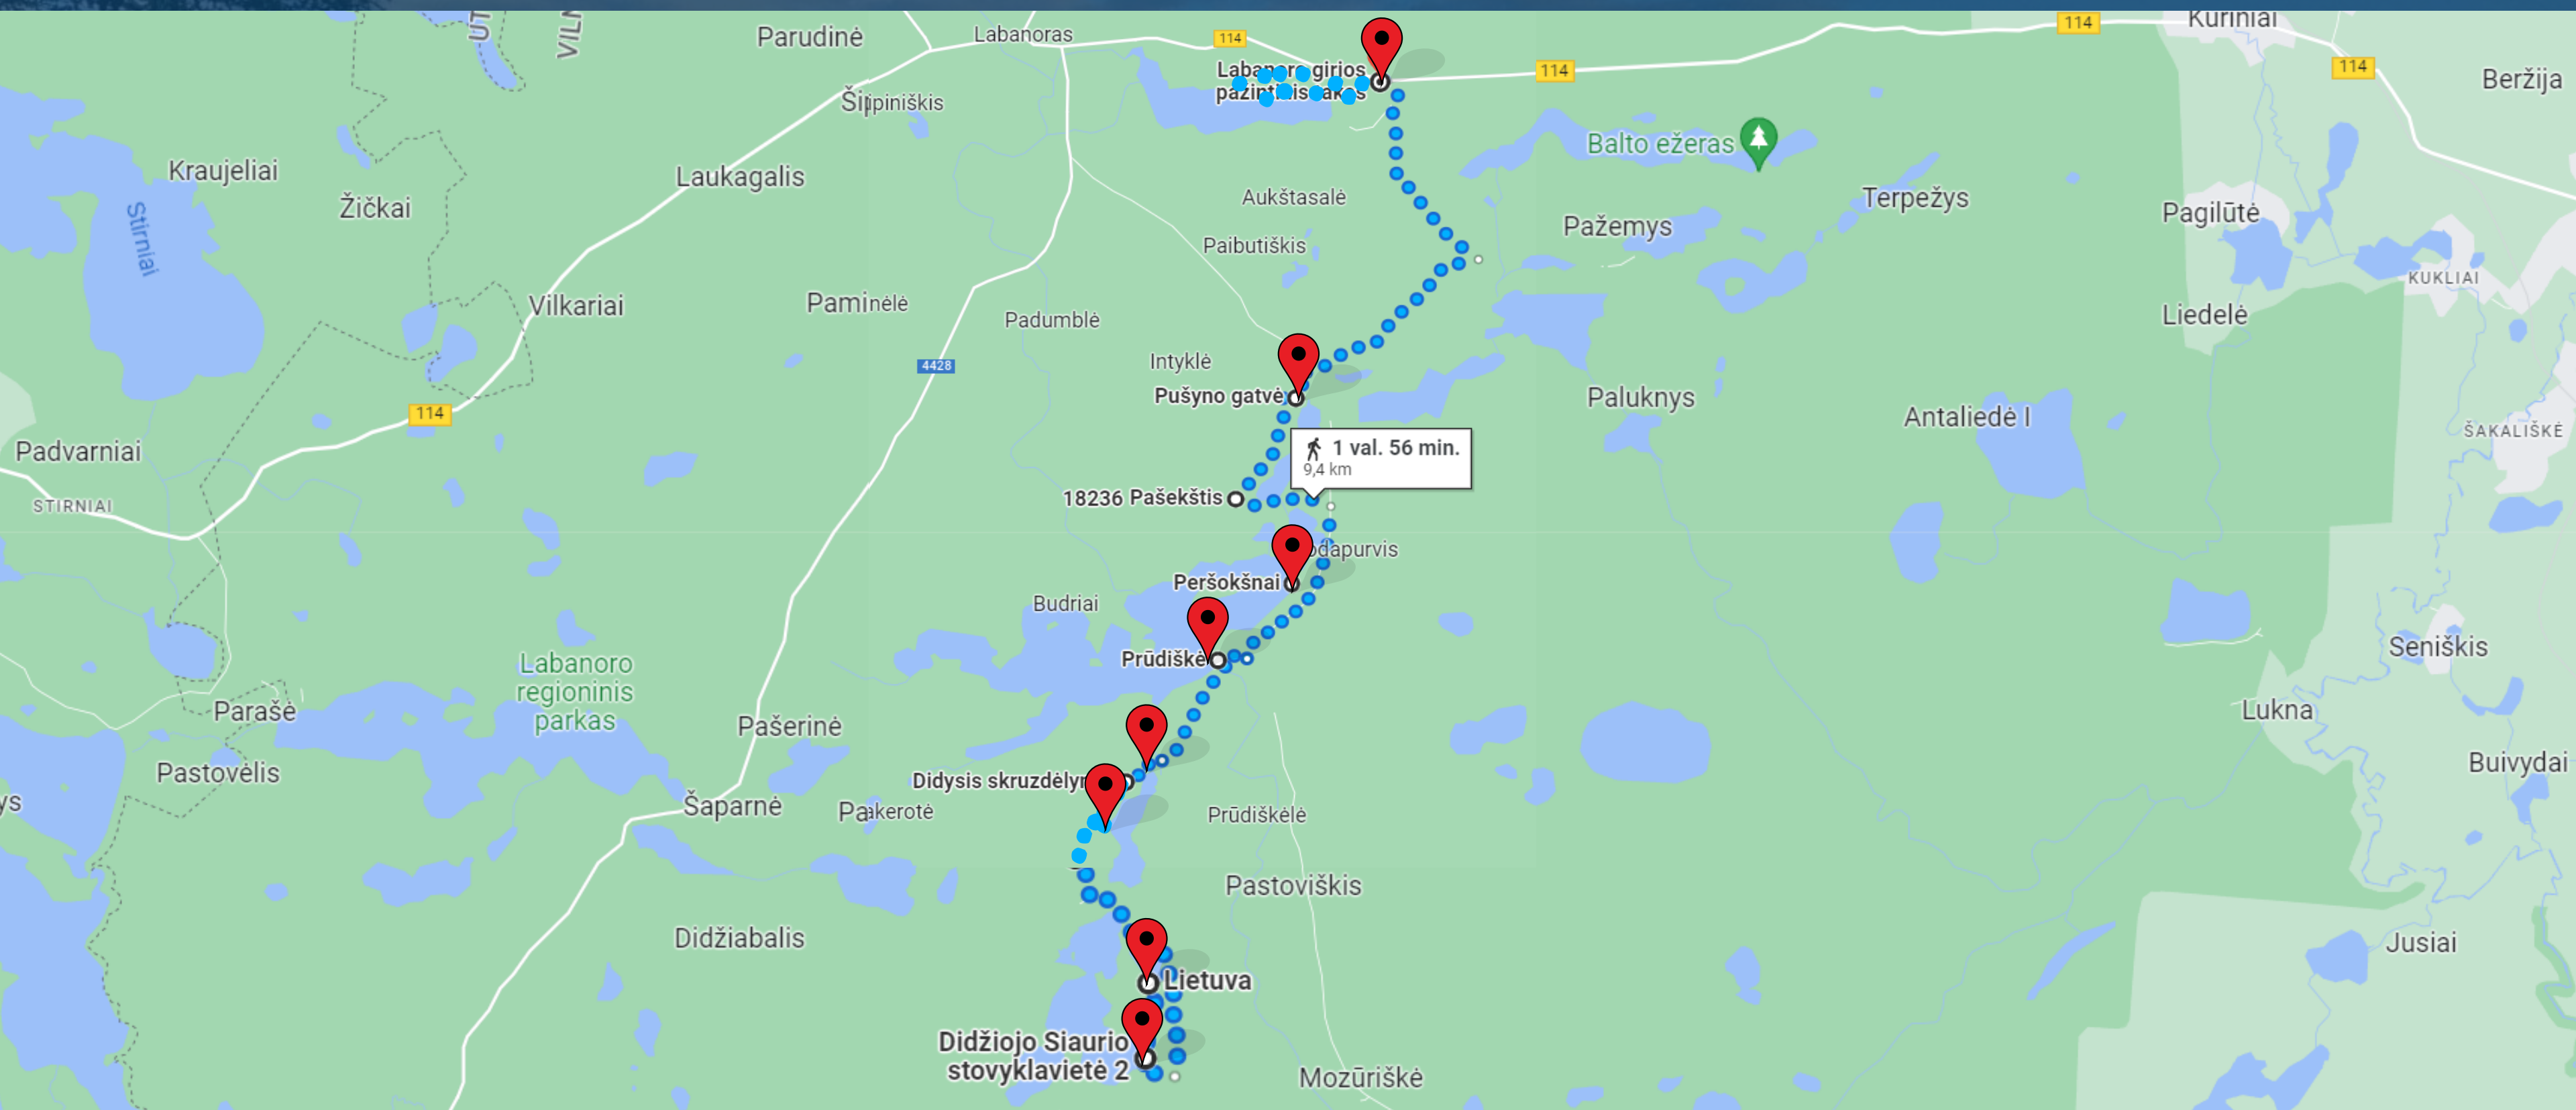 Kuriniai
Parudinė
Labanoras
114
114
114
114
Beržija
Labanoro girios
pažintinis takas
Kraujeliai
Žičkai
Laukagalis
Balto ežeras
Aukštasalė
Terpežys
Pagilūtė
Pažemys
Stirniai
Paibutiškis
KUKLIAI
Vilkariai
Paminėlė
Padumblė
Liedelė
Intyklė
4428
Pušyno gatvė
Paluknys
114
Antaliedė I
ŠAKALIŠKĖ
Padvarniai
1 val. 56 min.
9,4 km
STIRNIAI
18236 Pašekštis
Peršokšnai
Budriai
Labanoro
regioninis
parkas
Prūdiškė
Seniškis
Parašė
Pašerinė
Lukna
Pastovėlis
Buivydai
Šaparnė
Prūdiškėlė
Pastoviškis
Didžiabalis
Jusiai
Lietuva
Didžiojo Siaurio
stovyklavietė 2
Mozūriškė